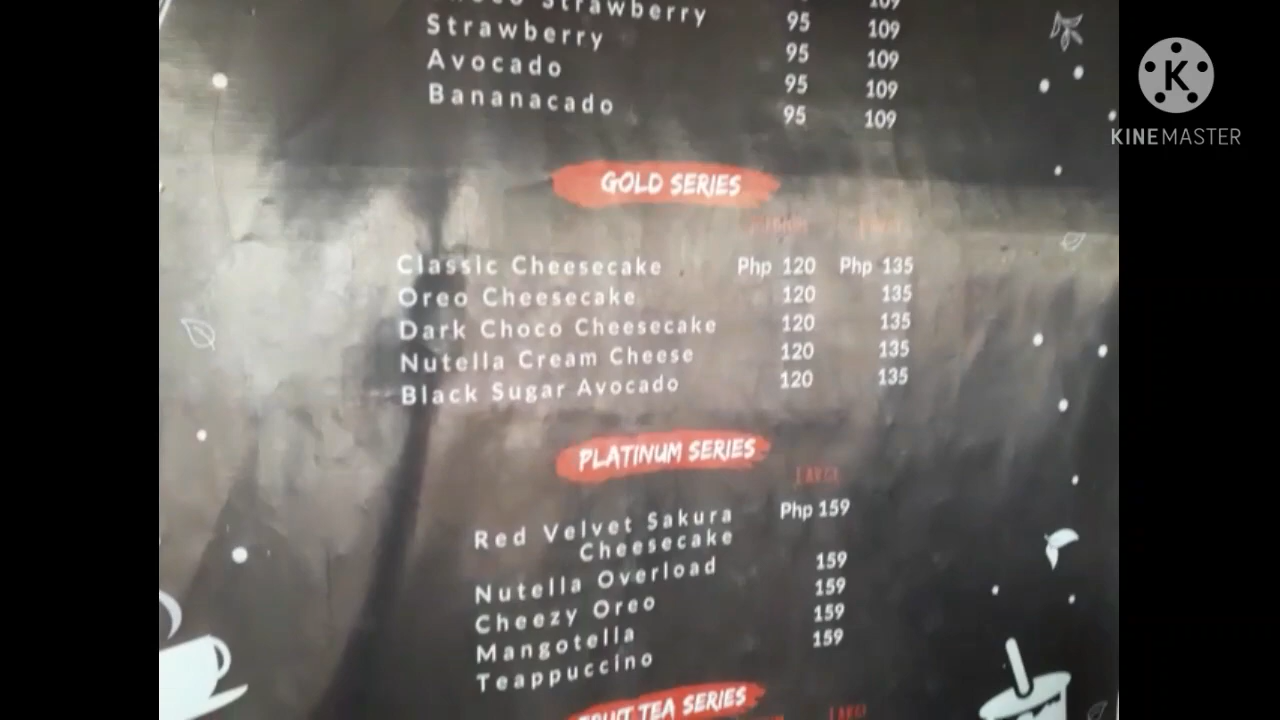 Strawberry 95 109
Strawberry 95 109
Avocado 95 109
Bananacado 95 109
GOLD SERIES
Classic Cheesecake Php 120 Php 135
Oreo Cheesecake 120 135
Dark Choco Cheesecake 120 135
Nutella Cream Cheese 120 135
Black Sugar Avocado 120 135
PLATINUM SERIES
LARGE
Red Velvet Sakura Php 159
Cheesecake
Nutella Overload 159
Cheezy Oreo 159
Mangotella 159
Teappuccino 159
FRUIT TEA SERIES
LARGE
K
KINEMASTER